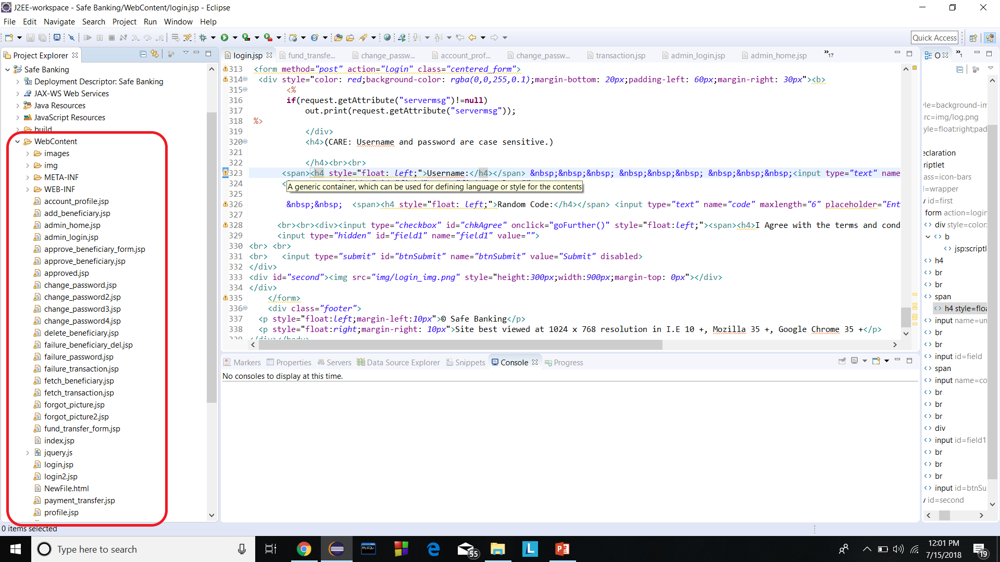 J2EE-workspace - Safe Banking/WebContent/login.jsp - Eclipse
File Edit Navigate Search Project Run Window Help
Quick Access
Project Explorer
Safe Banking
Deployment Descriptor: Safe Banking
JAX-WS Web Services
Java Resources
JavaScript Resources
build
WebContent
images
img
META-INF
WEB-INF
account_profile.jsp
add_beneficiary.jsp
admin_home.jsp
admin_login.jsp
approve_beneficiary_form.jsp
approve_beneficiary.jsp
approved.jsp
change_password.jsp
change_password2.jsp
change_password3.jsp
change_password4.jsp
delete_beneficiary.jsp
failure_beneficiary_del.jsp
failure_password.jsp
failure_transaction.jsp
fetch_beneficiary.jsp
fetch_transaction.jsp
forgot_picture.jsp
forgot_picture2.jsp
fund_transfer_form.jsp
index.jsp
jquery.js
login.jsp
login2.jsp
NewFile.html
payment_transfer.jsp
profile.jsp
0 items selected
login.jsp fund_transfe... change_passw... account_prof... change_passw... transaction.jsp admin_login.jsp admin_home.jsp »17
313 <form method="post" action="login" class="centered_form">
314 <div style="color: red;background-color: rgba(0,0,255,0.1);margin-bottom: 20px;padding-left: 60px;margin-right: 30px"><b>
315 <%
316 if(request.getAttribute("servermsg")!=null)
317 out.print(request.getAttribute("servermsg"));
318 %>
319 </div>
320 <h4>(CARE: Username and password are case sensitive.)
321
322 </h4><br><br>
323 <span><h4 style="float: left;">Username:</h4></span> &nbsp;&nbsp;&nbsp; &nbsp;&nbsp;&nbsp; &nbsp;&nbsp;&nbsp;<input type="text" name
324 <
A generic container, which can be used for defining language or style for the contents
325
326 &nbsp;&nbsp; <span><h4 style="float: left;">Random Code:</h4></span> <input type="text" name="code" maxlength="6" placeholder="Ent
327
328 <br><br><div><input type="checkbox" id="chkAgree" onclick="goFurther()" style="float:left;"><span><h4>I Agree with the terms and cond
329 <input type="hidden" id="field1" name="field1" value="">
330 <br> <br>
331 <br> <input type="submit" id="btnSubmit" name="btnSubmit" value="Submit" disabled>
332 </div>
333 <div id="second"><img src="img/login_img.png" style="height:300px;width:900px;margin-top: 0px"></div>
334 </div>
335 </form>
336 <div class="footer">
337 <p style="float:left;margin-left:10px">© Safe Banking</p>
338 <p style="float:right;margin-right: 10px">Site best viewed at 1024 x 768 resolution in I.E 10 +, Mozilla 35 +, Google Chrome 35 +</p>
339 </div></body>
Markers Properties Servers Data Source Explorer Snippets Console Progress
No consoles to display at this time.
O »1
yle=background-im
rc=img/log.png
yle=float:right;pad
eclaration
riptlet
ass=icon-bars
d=wrapper
v id=first
form action=login
div style=color:
b
jsp:scriptl
h4
br
br
span
h4 style=floa
input name=un
br
br
input id=field
span
input name=co
br
br
br
div
input id=field1
br
br
br
input id=btnSu
v id=second
Type here to search
MySQL
55
L
12:01 PM
7/15/2018
19